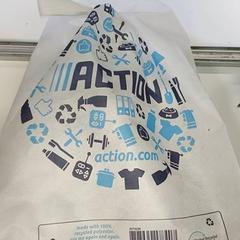 ACTION
action.com
made with 100%
recycled polyester.
use me again and again.